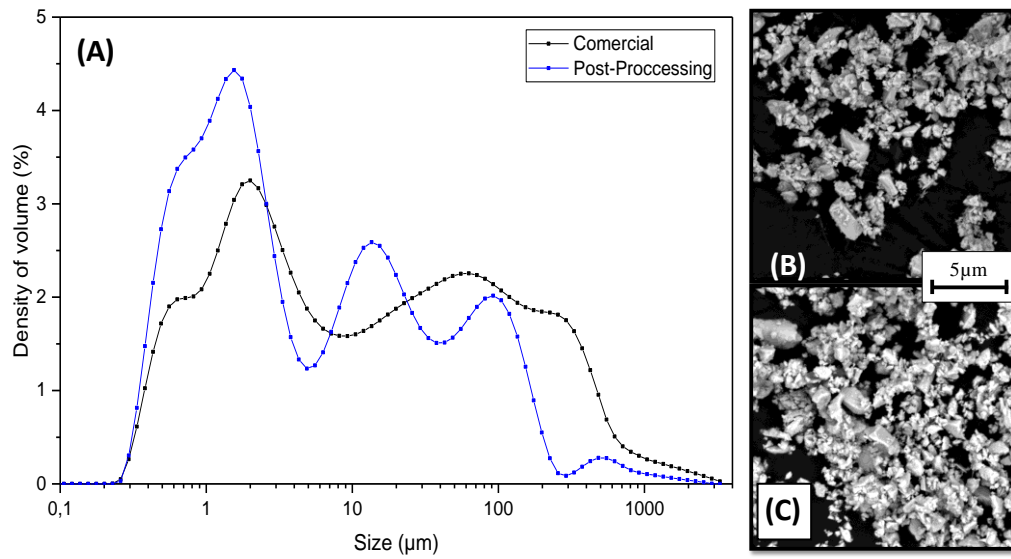 (A)
Comercial
Post-Proccessing
5
4
3
2
1
0
Density of volume (%)
0,1
1
10
100
1000
Size (µm)
(B)
5µm
(C)